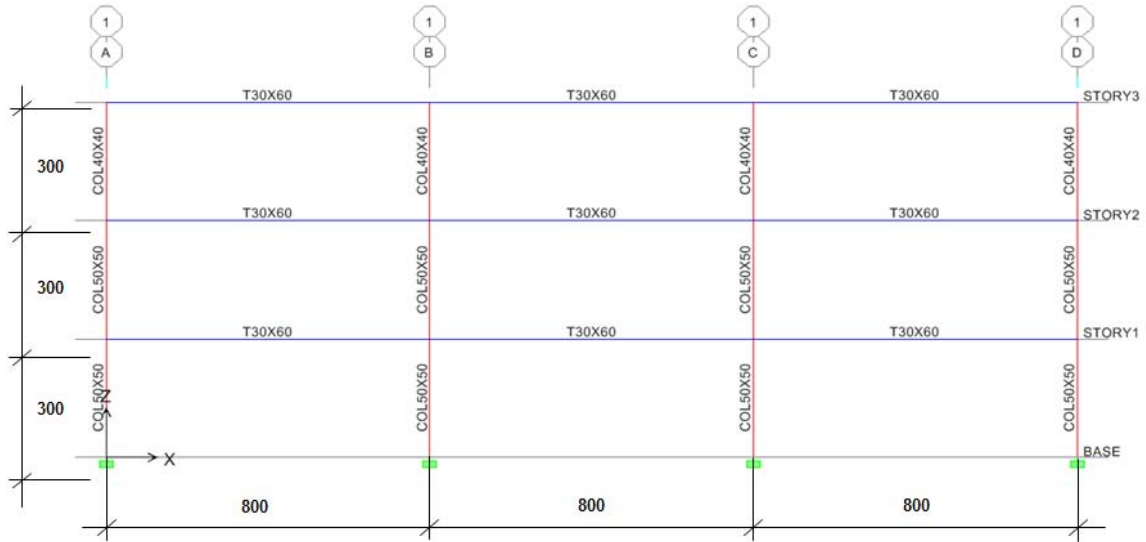 1 1 1 1
A B C D
T30X60 T30X60 T30X60 STORY3
300 COL40X40 COL40X40 COL40X40 COL40X40
T30X60 T30X60 T30X60 STORY2
300 COL50X50 COL50X50 COL50X50 COL50X50
T30X60 T30X60 T30X60 STORY1
300 COL50X50 COL50X50 COL50X50 COL50X50
Z
X BASE
800 800 800